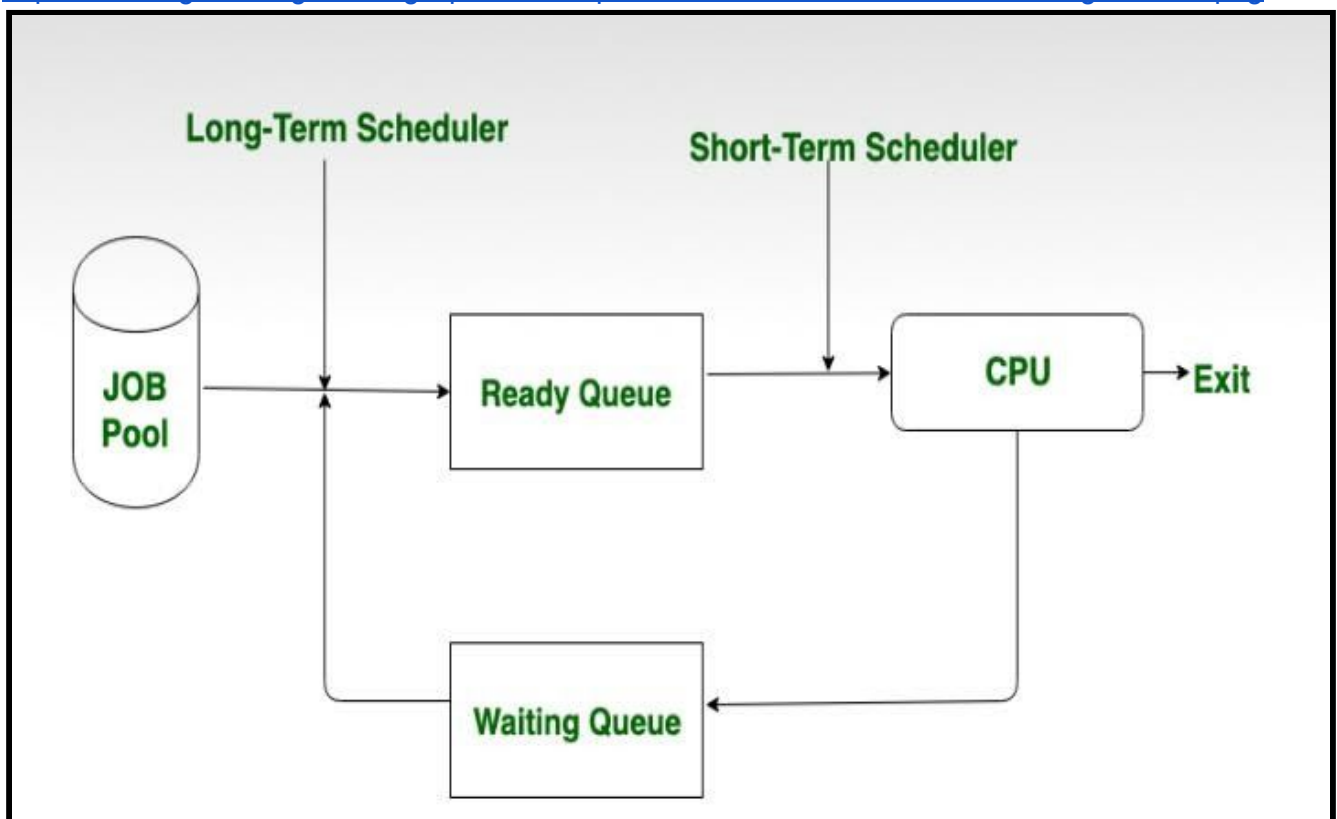 Long-Term Scheduler
Short-Term Scheduler
JOB
Pool
Ready Queue
CPU
Exit
Waiting Queue